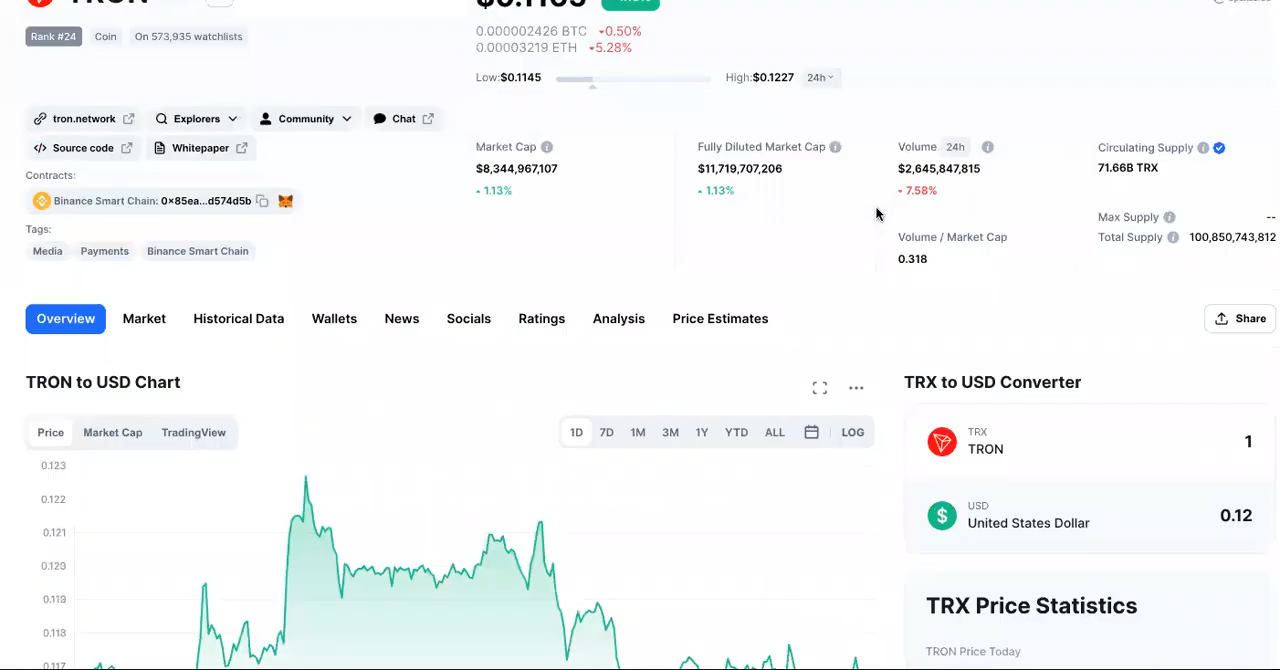 TRON
Rank #24 Coin On 573,935 watchlists
0.000002426 BTC 0.50%
0.00003219 ETH 5.28%
Low:$0.1145 High:$0.1227 24h
tron.network Explorers Community Chat
Source code Whitepaper
Contracts:
Binance Smart Chain: 0x85ea...d574d5b
Tags:
Media Payments Binance Smart Chain
Market Cap
$8,344,967,107
1.13%
Fully Diluted Market Cap
$11,719,707,206
1.13%
Volume 24h
$2,645,847,815
7.58%
Volume / Market Cap
0.318
Circulating Supply
71.66B TRX
Max Supply --
Total Supply 100,850,743,812
Overview Market Historical Data Wallets News Socials Ratings Analysis Price Estimates Share
TRON to USD Chart
Price Market Cap TradingView
1D 7D 1M 3M 1Y YTD ALL LOG
0.123
0.122
0.121
0.120
0.119
0.118
0.117
TRX to USD Converter
TRX
TRON
1
USD
United States Dollar
0.12
TRX Price Statistics
TRON Price Today